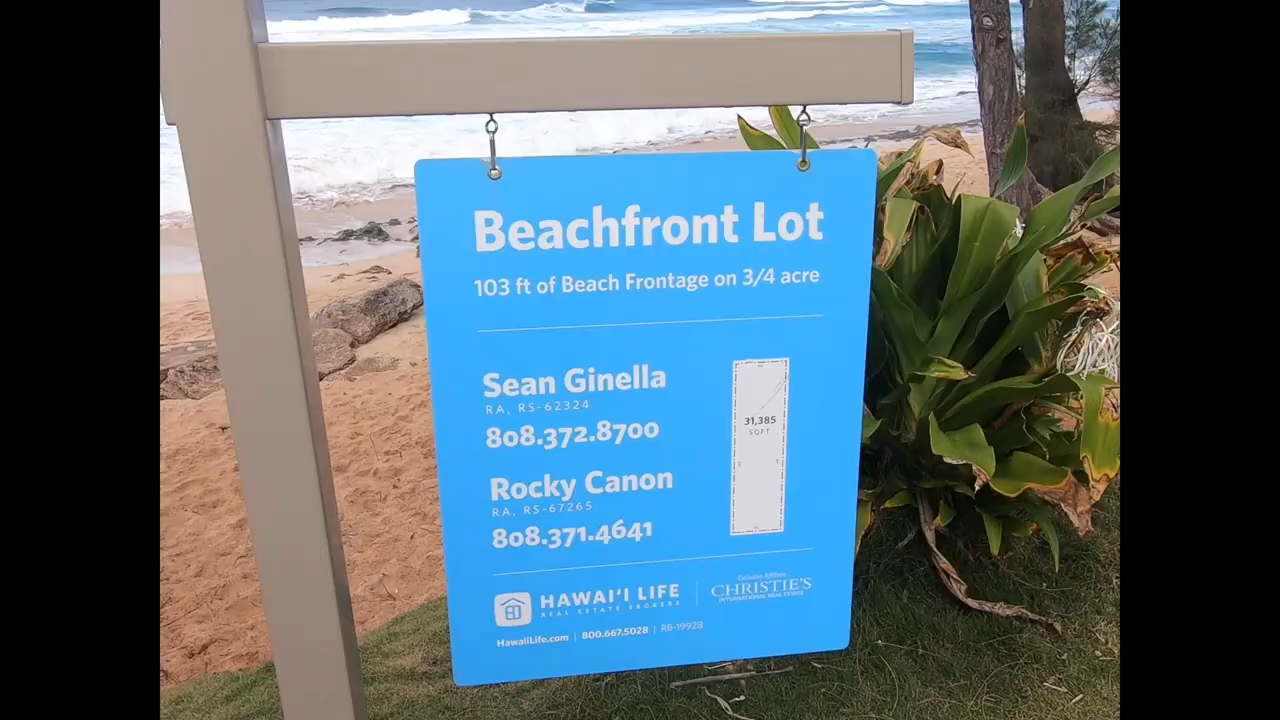 Beachfront Lot
103 ft of Beach Frontage on 3/4 acre
Sean Ginella
RA, RS-62324
808.372.8700
Rocky Canon
RA, RS-67265
808.371.4641
31,385
SQFT
HAWAI'I LIFE
REAL ESTATE BROKERS
Exclusive Affiliate
CHRISTIE'S
INTERNATIONAL REAL ESTATE
HawaiiLife.com | 800.667.5028 | RB-19928